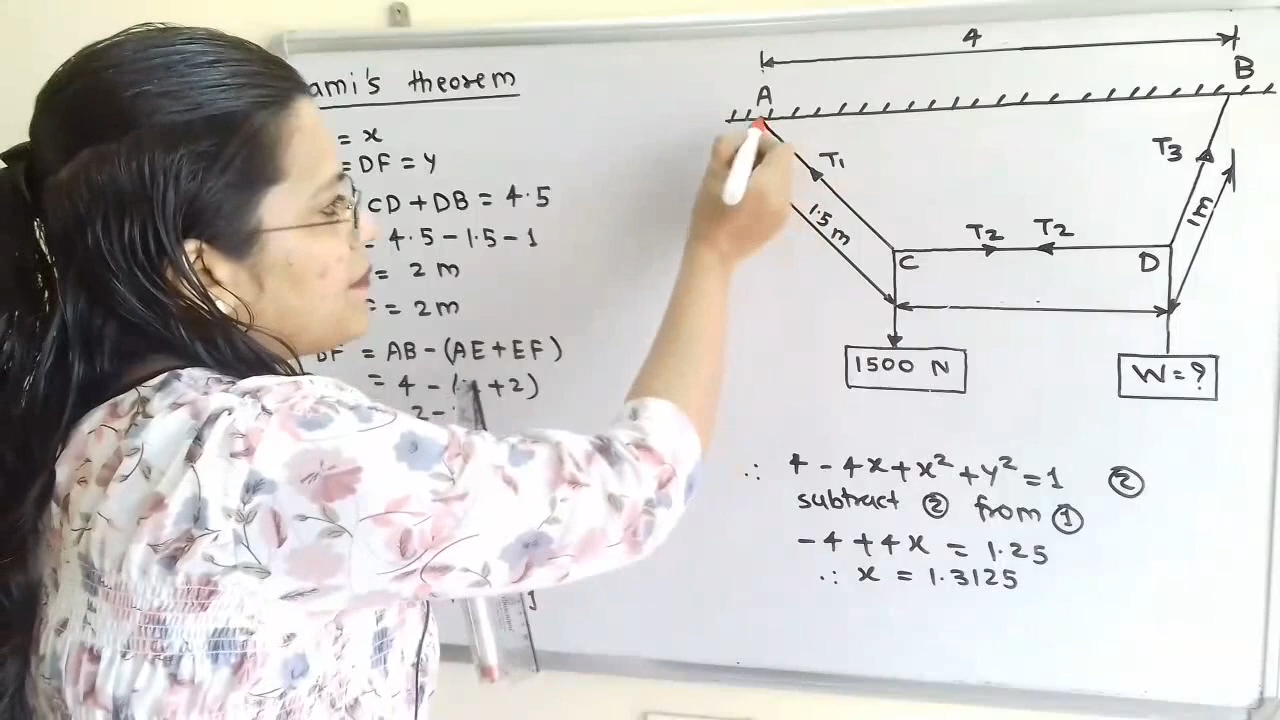 ami's theorem
= x
= DF = y
CD + DB = 4.5
= 4.5 - 1.5 - 1
= 2 m
= 2 m
BF = AB - (AE + EF)
= 4 - ( + 2)
2 -
4
A
B
T1
T3
1.5 m
1m
T2
T2
C
D
1500 N
W = ?
∴ 4 - 4x + x² + y² = 1 ②
subtract ② from ①
- 4 + 4x = 1.25
∴ x = 1.3125